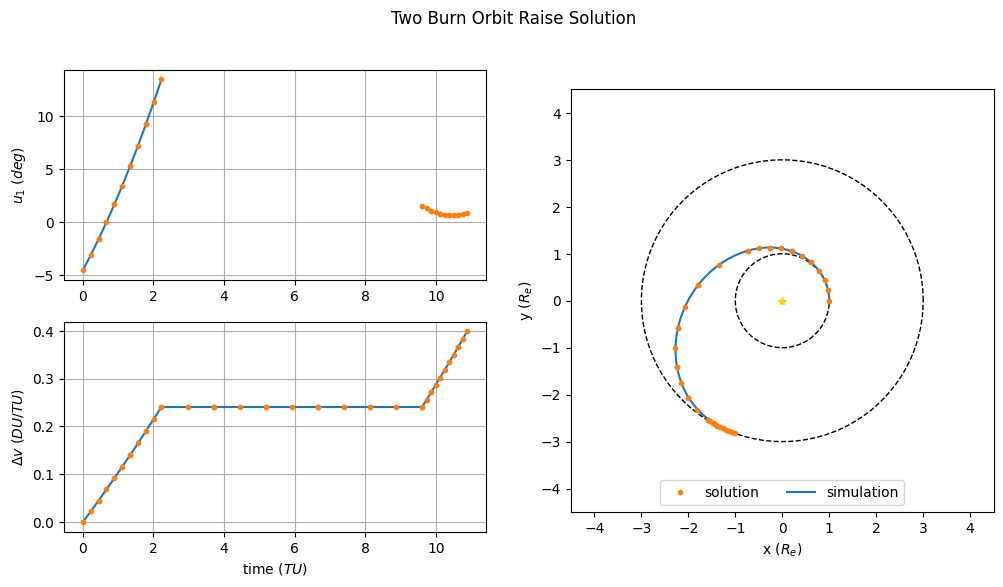 Two Burn Orbit Raise Solution
u₁ (deg)
10
5
0
−5
0 2 4 6 8 10
Δv (DU/TU)
0.4
0.3
0.2
0.1
0.0
0 2 4 6 8 10
time (TU)
y (Rₑ)
4
3
2
1
0
−1
−2
−3
−4
solution simulation
−4 −3 −2 −1 0 1 2 3 4
x (Rₑ)